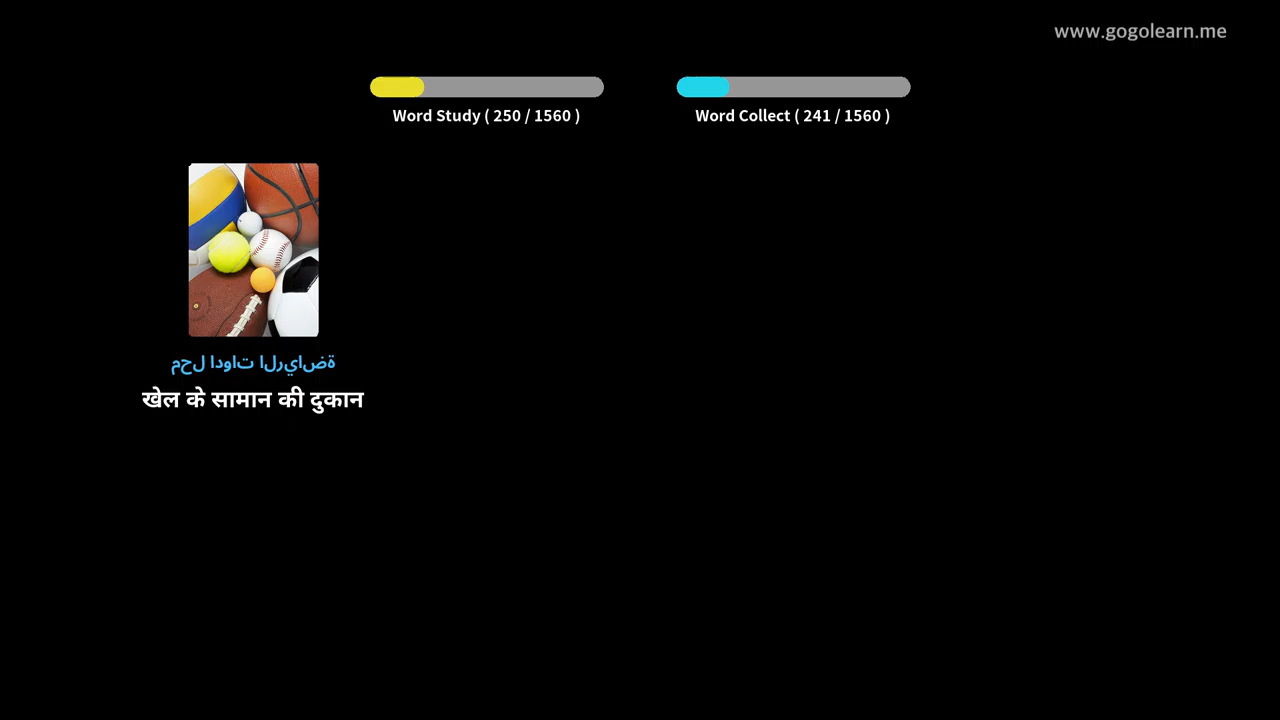 www.gogolearn.me
Word Study ( 250 / 1560 )
Word Collect ( 241 / 1560 )
محل ادوات الرياضة
खेल के सामान की दुकान